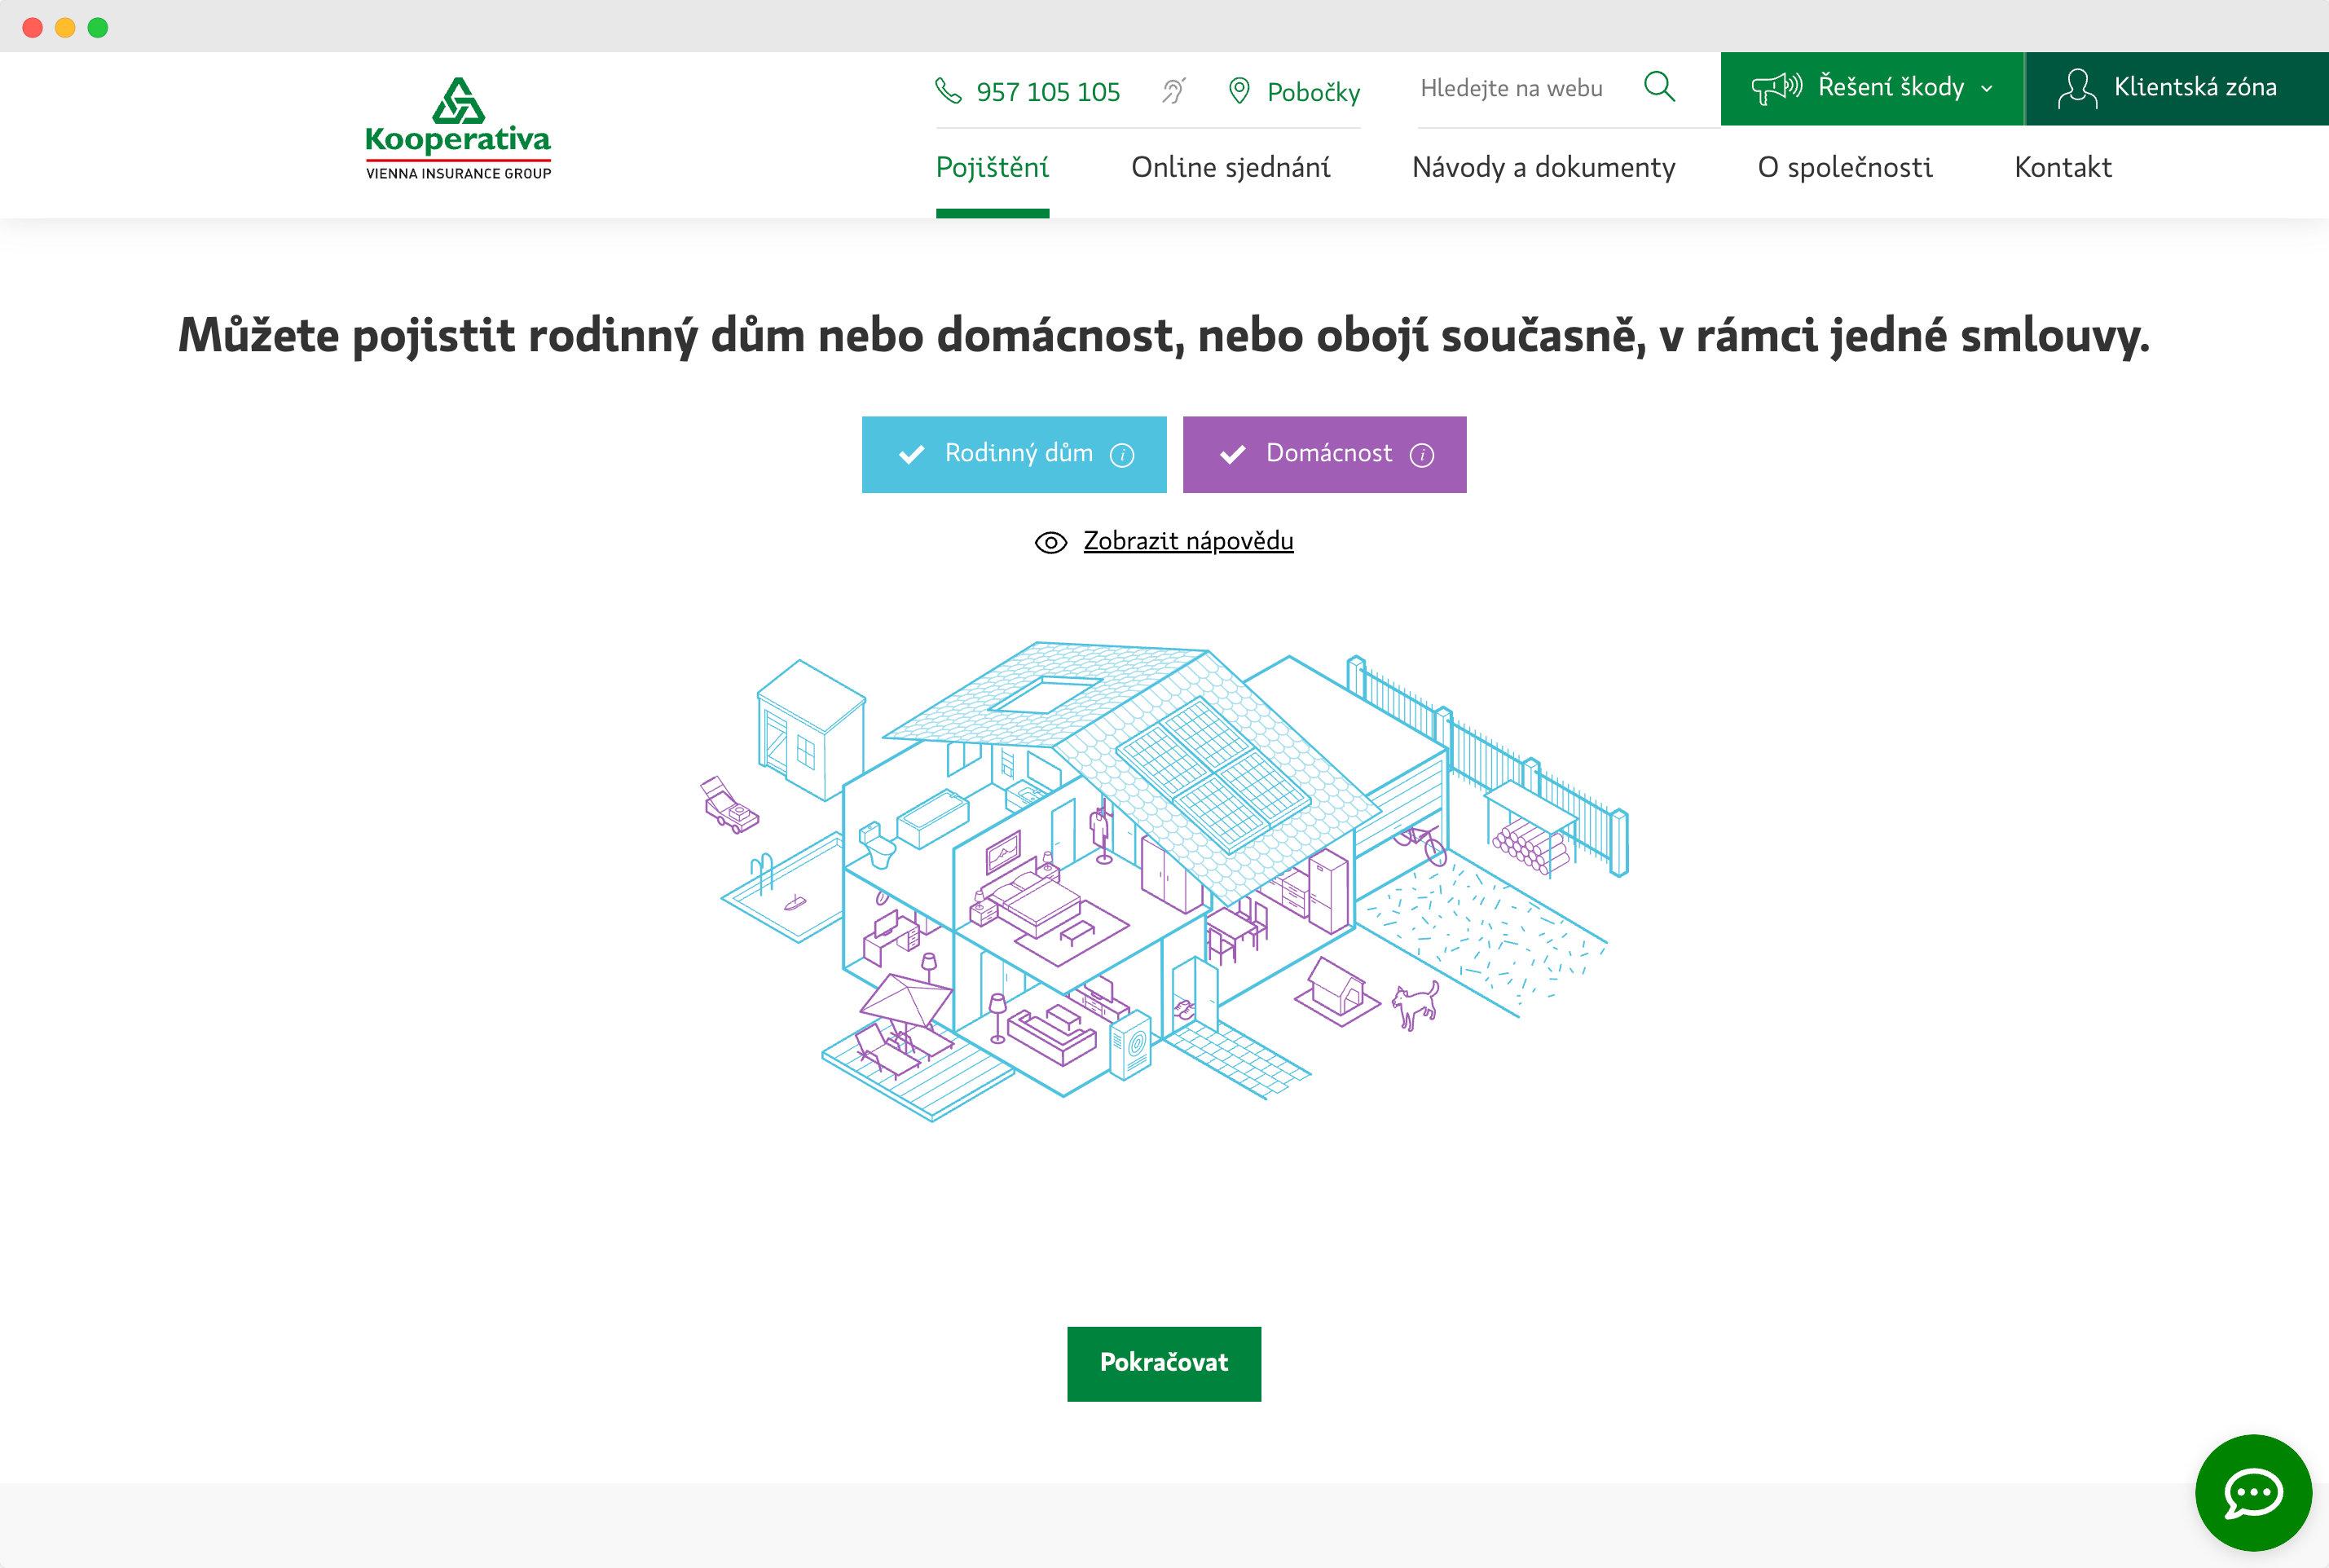 957 105 105
Pobočky
Hledejte na webu
Řešení škody
Klientská zóna
Kooperativa
VIENNA INSURANCE GROUP
Pojištění
Online sjednání
Návody a dokumenty
O společnosti
Kontakt
Můžete pojistit rodinný dům nebo domácnost, nebo obojí současně, v rámci jedné smlouvy.
Rodinný dům i
Domácnost i
Zobrazit nápovědu
Pokračovat